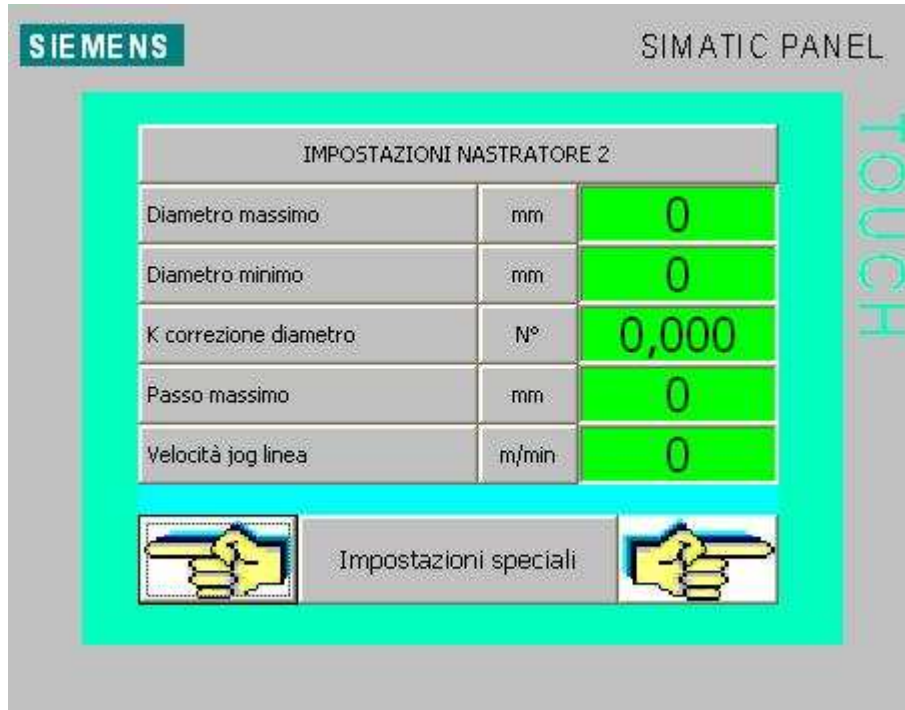 SIEMENS
SIMATIC PANEL
TOUCH
IMPOSTAZIONI NASTRATORE 2
Diametro massimo mm 0
Diametro minimo mm 0
K correzione diametro N° 0,000
Passo massimo mm 0
Velocità jog linea m/min 0
Impostazioni speciali